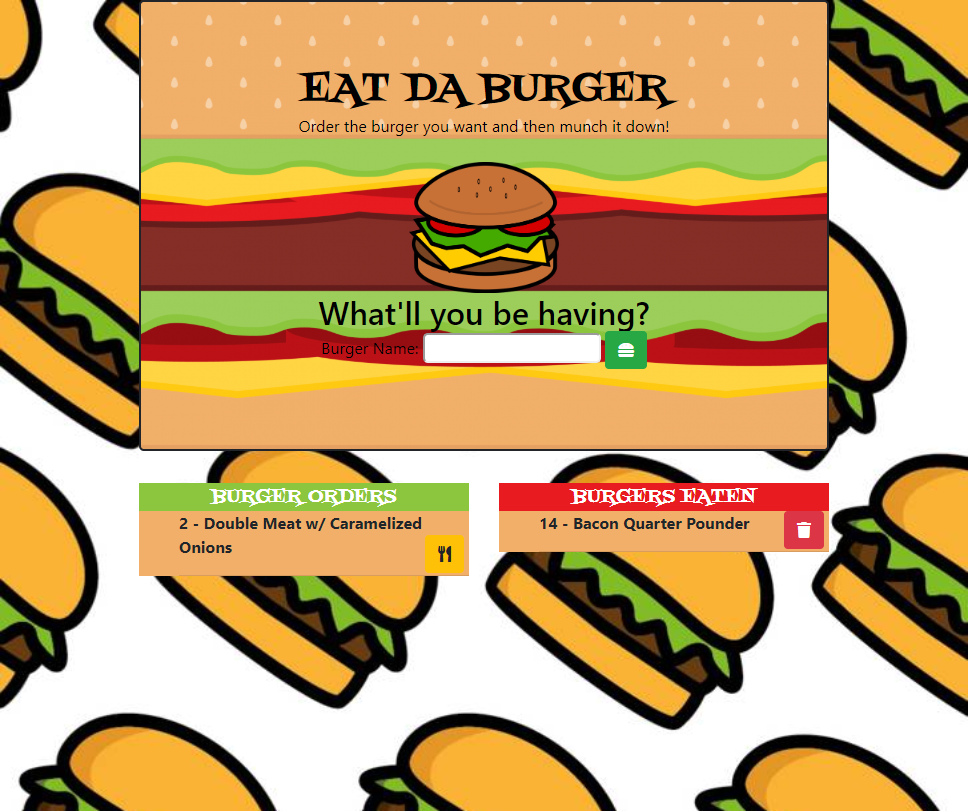 EAT DA BURGER
Order the burger you want and then munch it down!
What'll you be having?
Burger Name:
BURGER ORDERS
2 - Double Meat w/ Caramelized
Onions
BURGERS EATEN
14 - Bacon Quarter Pounder